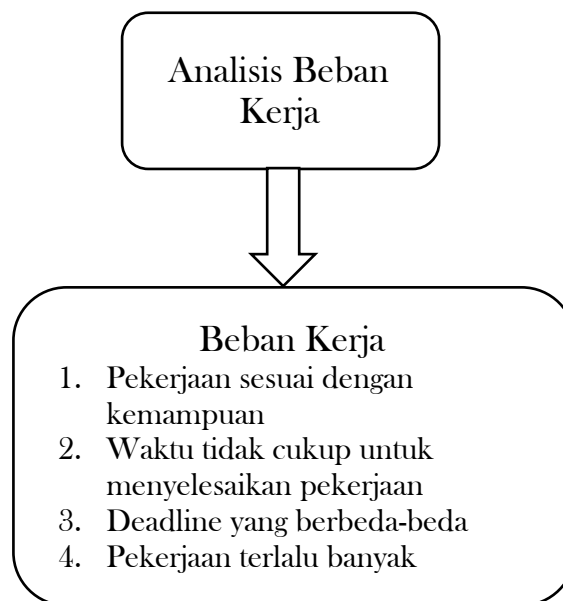 Analisis Beban
Kerja
Beban Kerja
1. Pekerjaan sesuai dengan
kemampuan
2. Waktu tidak cukup untuk
menyelesaikan pekerjaan
3. Deadline yang berbeda-beda
4. Pekerjaan terlalu banyak